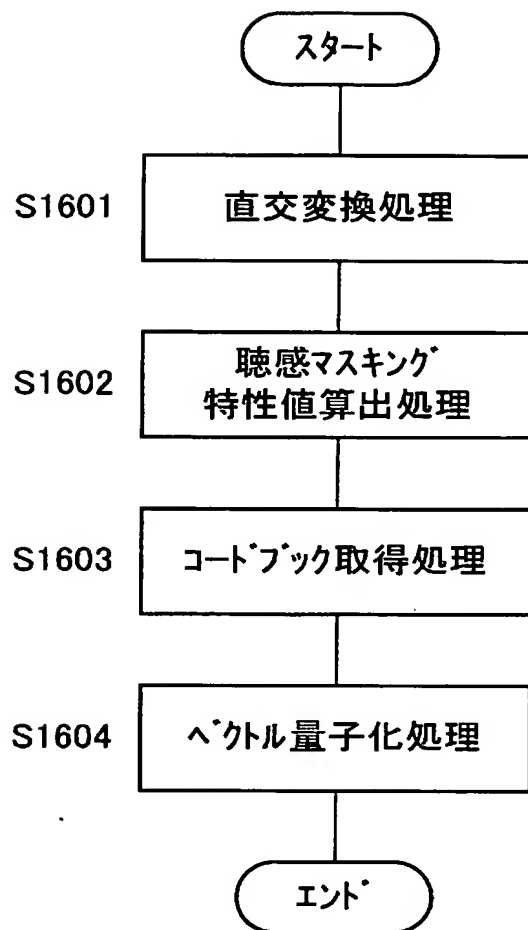 スタート
S1601
直交変換処理
S1602
聴感マスキング
特性値算出処理
S1603
コードブック取得処理
S1604
ベクトル量子化処理
エンド